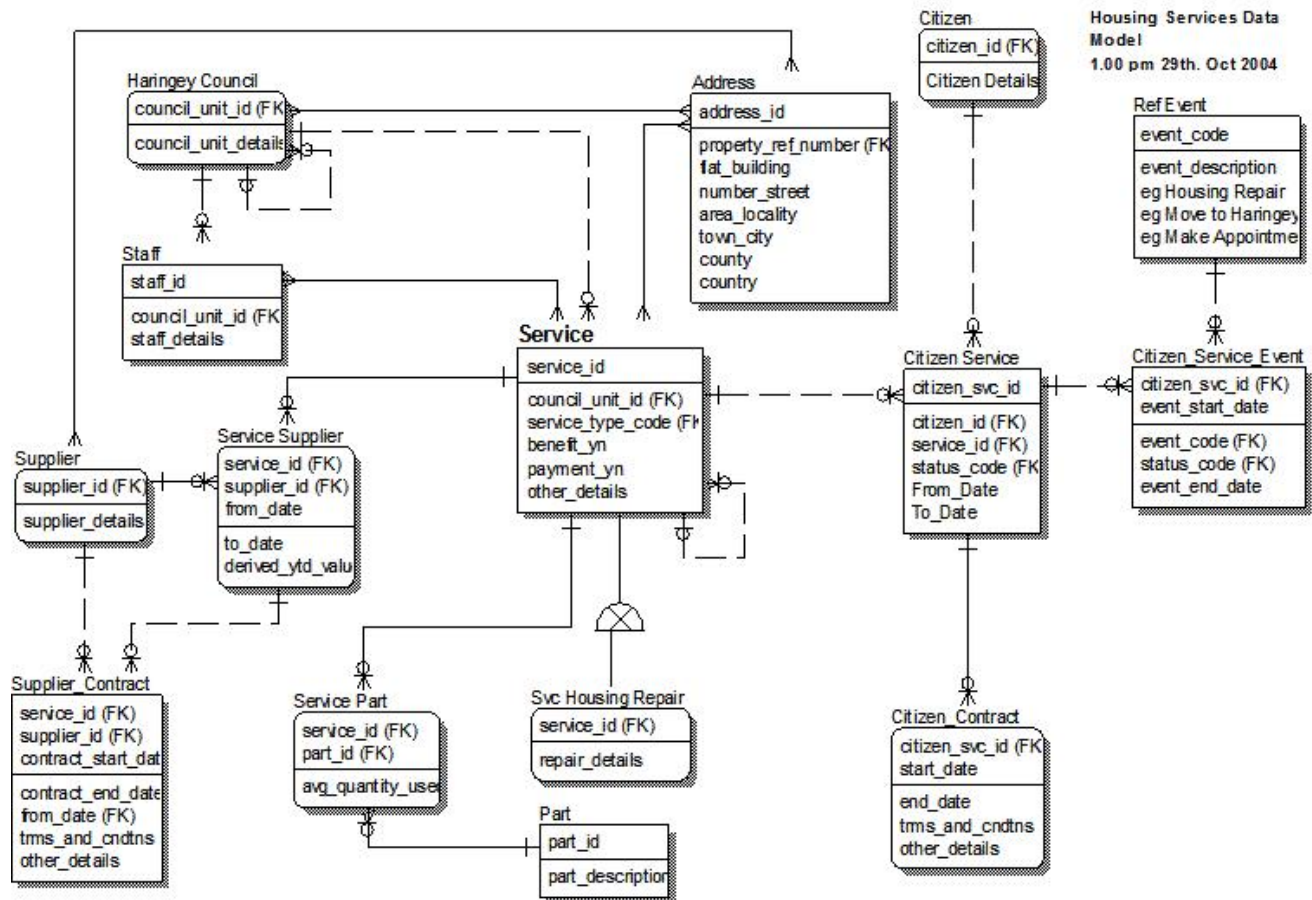 Housing Services Data
Model
1.00 pm 29th. Oct 2004
Citizen
citizen_id (FK)
Citizen Details
Haringey Council
council_unit_id (FK
council_unit_details
Address
address_id
property_ref_number (FK
flat_building
number_street
area_locality
town_city
county
country
Ref Event
event_code
event_description
eg Housing Repair
eg Move to Haringey
eg Make Appointme
Staff
staff_id
council_unit_id (FK
staff_details
Service
service_id
council_unit_id (FK)
service_type_code (FK
benefit_yn
payment_yn
other_details
Citizen Service
citizen_svc_id
citizen_id (FK)
service_id (FK)
status_code (FK
From_Date
To_Date
Citizen_Service_Event
citizen_svc_id (FK)
event_start_date
event_code (FK)
status_code (FK)
event_end_date
Supplier
supplier_id (FK)
supplier_details
Service Supplier
service_id (FK)
supplier_id (FK)
from_date
to_date
derived_ytd_valu
Supplier_Contract
service_id (FK)
supplier_id (FK)
contract_start_dat
contract_end_date
from_date (FK)
trms_and_cndtns
other_details
Service Part
service_id (FK)
part_id (FK)
avg_quantity_used
Svc Housing Repair
service_id (FK)
repair_details
Part
part_id
part_description
Citizen_Contract
citizen_svc_id (FK
start_date
end_date
trms_and_cndtns
other_details